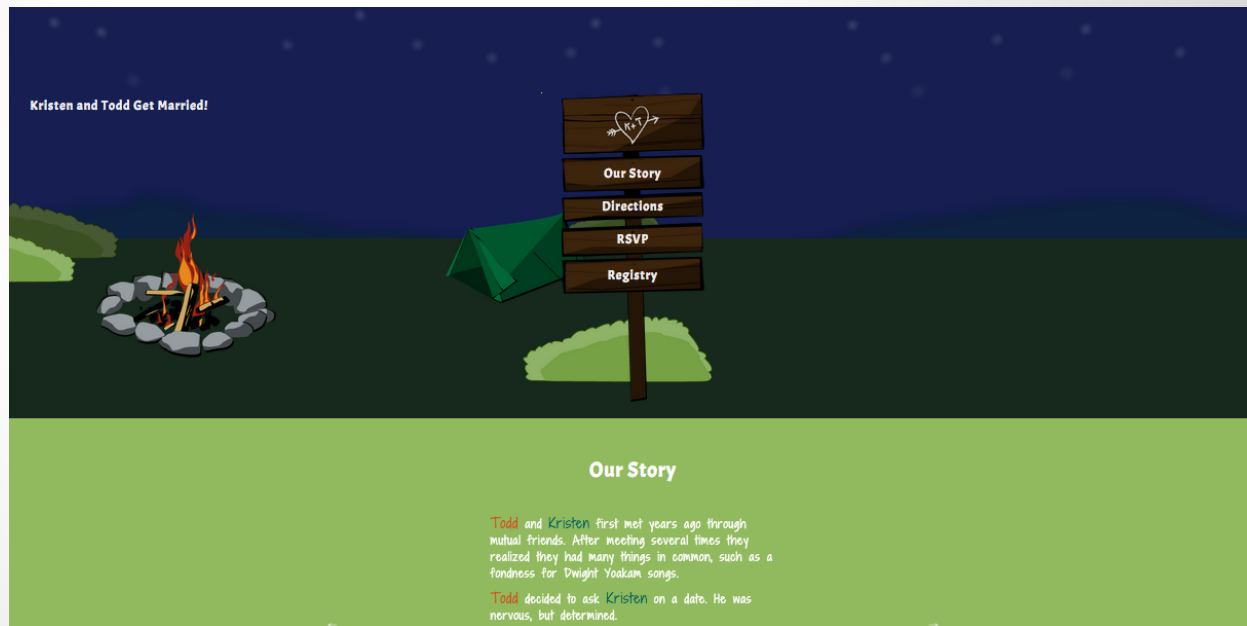 Kristen and Todd Get Married!
K+T
Our Story
Directions
RSVP
Registry
Our Story
Todd and Kristen first met years ago through
mutual friends. After meeting several times they
realized they had many things in common, such as a
fondness for Dwight Yoakam songs.
Todd decided to ask Kristen on a date. He was
nervous, but determined.